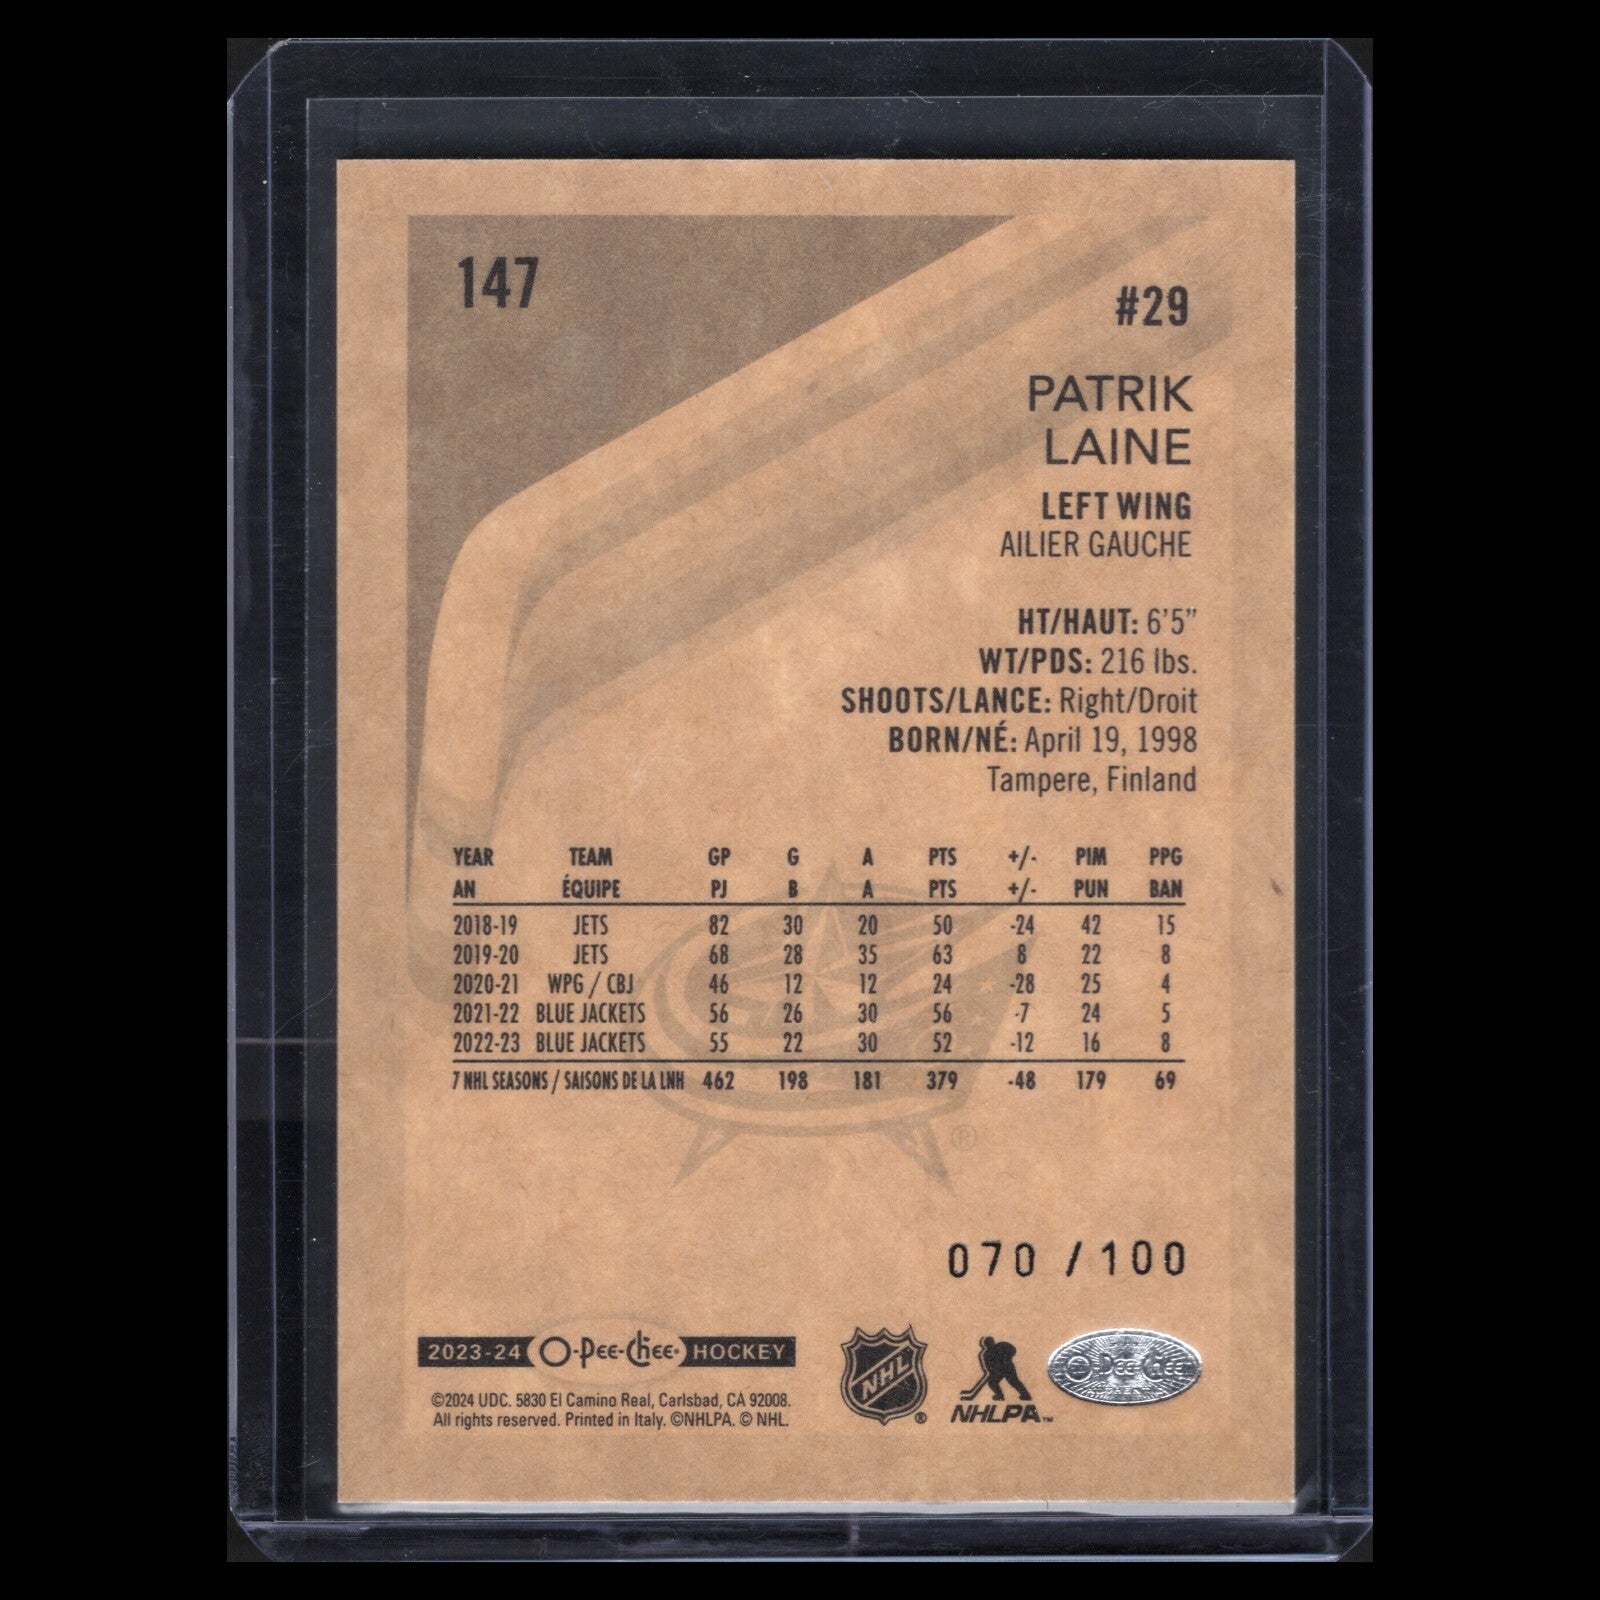 147
#29
PATRIK
LAINE
LEFT WING
AILIER GAUCHE
HT/HAUT: 6'5”
WT/PDS: 216 lbs.
SHOOTS/LANCE: Right/Droit
BORN/NÉ: April 19, 1998
Tampere, Finland
YEAR TEAM GP G A PTS +/- PIM PPG
AN ÉQUIPE PJ B A PTS +/- PUN BAN
2018-19 JETS 82 30 20 50 -24 42 15
2019-20 JETS 68 28 35 63 8 22 8
2020-21 WPG / CBJ 46 12 12 24 -28 25 4
2021-22 BLUE JACKETS 56 26 30 56 -7 24 5
2022-23 BLUE JACKETS 55 22 30 52 -12 16 8
7 NHL SEASONS / SAISONS DE LA LNH 462 198 181 379 -48 179 69
®
070 / 100
2023-24 O-Pee-Chee HOCKEY
©2024 UDC. 5830 El Camino Real, Carlsbad, CA 92008.
All rights reserved. Printed in Italy. ©NHLPA. © NHL.
NHL ®
NHLPA™
O-Pee-Chee